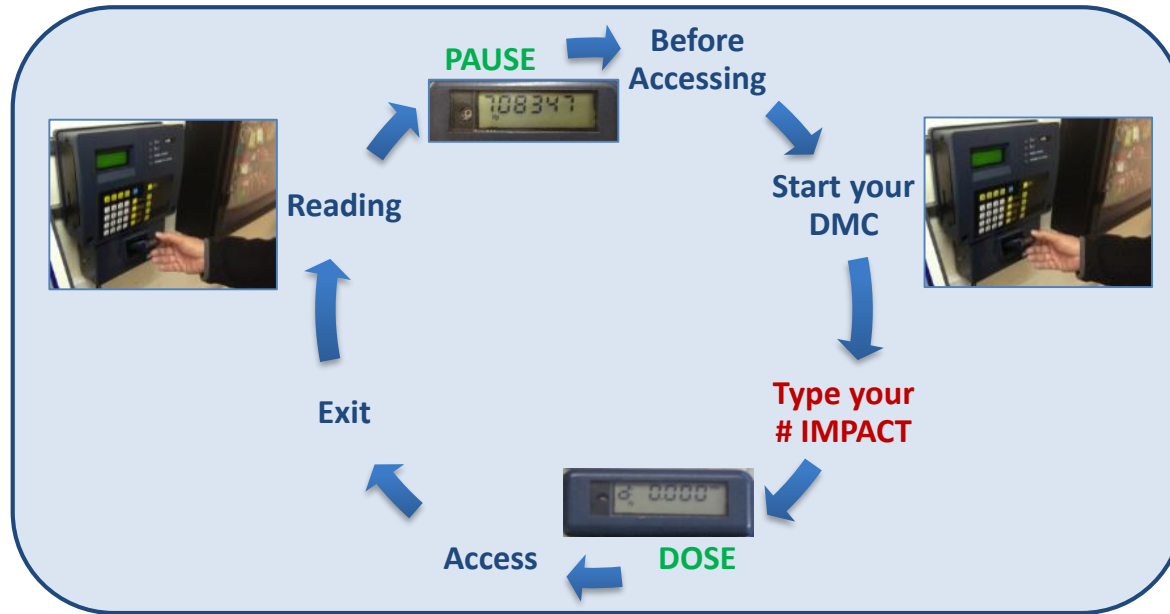 PAUSE
708347
Before
Accessing
Start your
DMC
Type your
# IMPACT
0.000
DOSE
Access
Exit
Reading